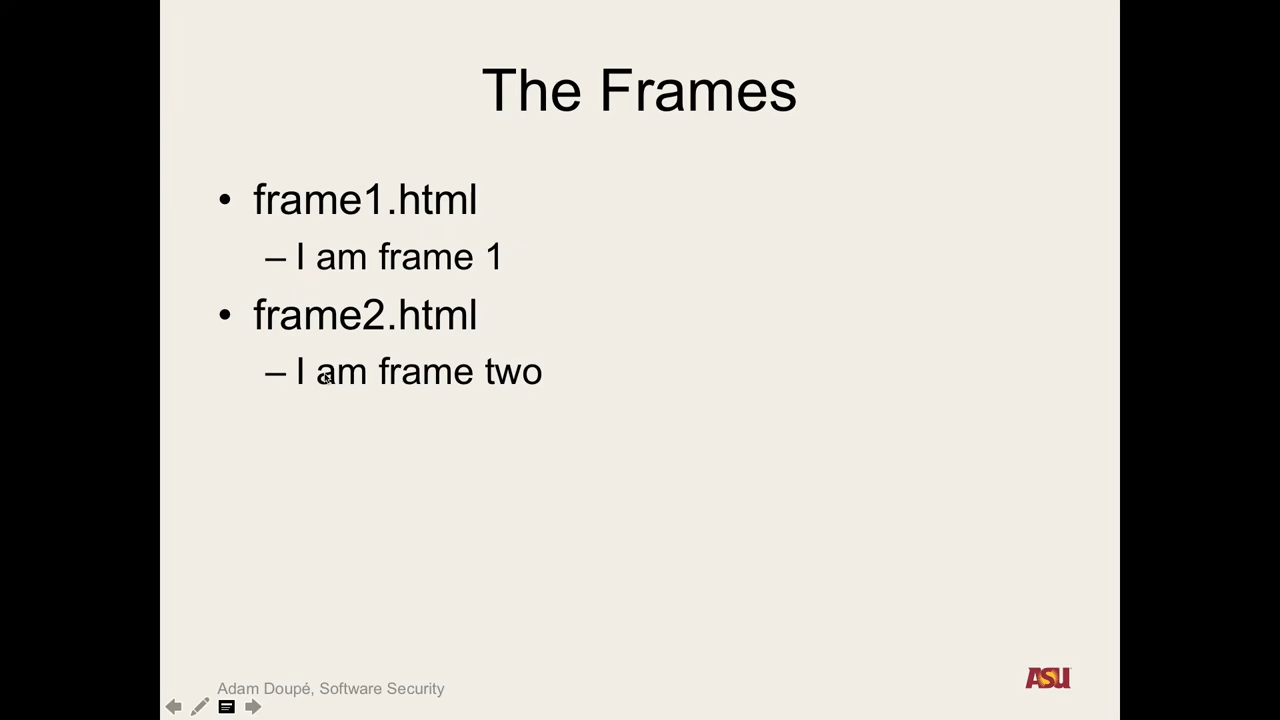 The Frames
• frame1.html
– I am frame 1
• frame2.html
– I am frame two
Adam Doupé, Software Security
ASU